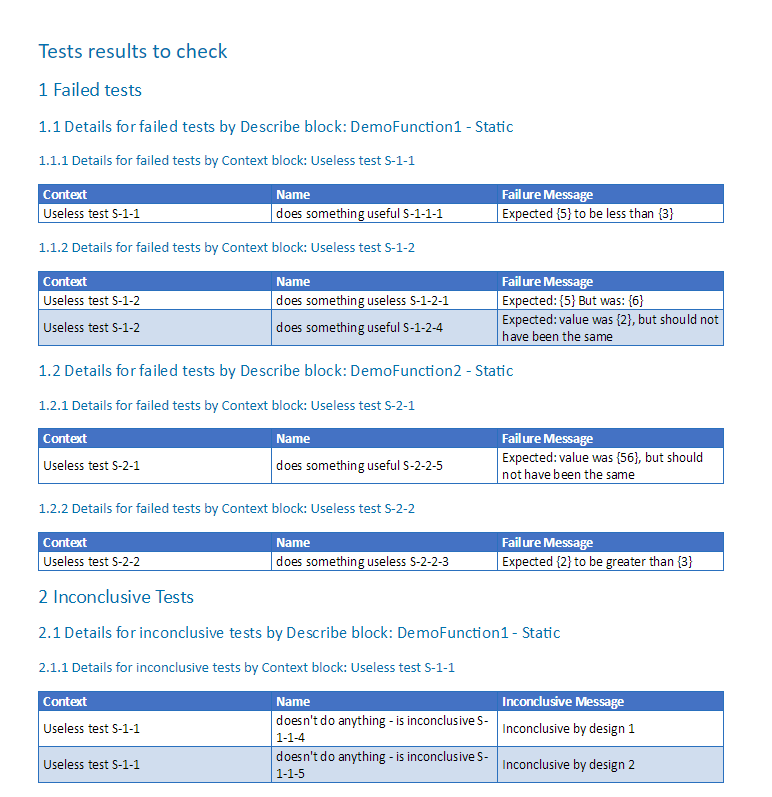 Tests results to check
1 Failed tests
1.1 Details for failed tests by Describe block: DemoFunction1 - Static
1.1.1 Details for failed tests by Context block: Useless test S-1-1
Context Name Failure Message
Useless test S-1-1 does something useful S-1-1-1 Expected {5} to be less than {3}
1.1.2 Details for failed tests by Context block: Useless test S-1-2
Context Name Failure Message
Useless test S-1-2 does something useless S-1-2-1 Expected: {5} But was: {6}
Useless test S-1-2 does something useful S-1-2-4 Expected: value was {2}, but should not
have been the same
1.2 Details for failed tests by Describe block: DemoFunction2 - Static
1.2.1 Details for failed tests by Context block: Useless test S-2-1
Context Name Failure Message
Useless test S-2-1 does something useful S-2-2-5 Expected: value was {56}, but should
not have been the same
1.2.2 Details for failed tests by Context block: Useless test S-2-2
Context Name Failure Message
Useless test S-2-2 does something useless S-2-2-3 Expected {2} to be greater than {3}
2 Inconclusive Tests
2.1 Details for inconclusive tests by Describe block: DemoFunction1 - Static
2.1.1 Details for inconclusive tests by Context block: Useless test S-1-1
Context Name Inconclusive Message
Useless test S-1-1 doesn't do anything - is inconclusive S-
1-1-4 Inconclusive by design 1
Useless test S-1-1 doesn't do anything - is inconclusive S-
1-1-5 Inconclusive by design 2